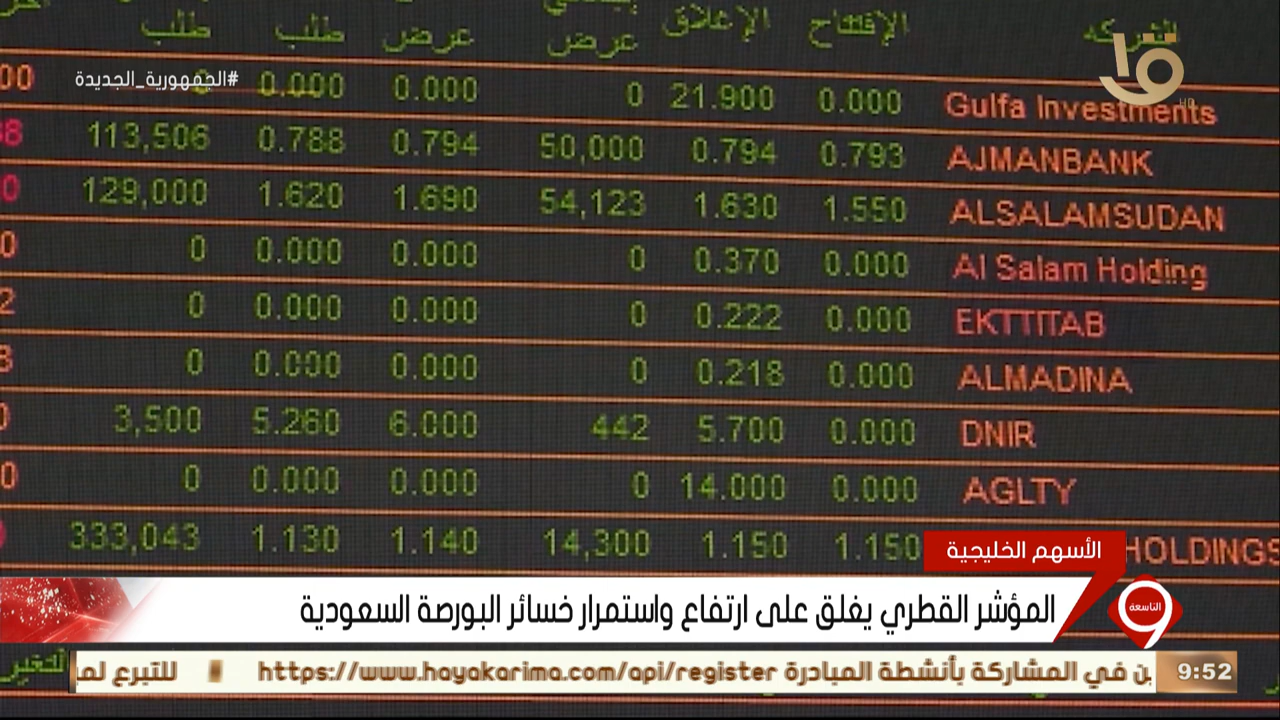 الشركة الإفتتاح الإغلاق عرض عرض طلب طلب
#الجمهورية_الجديدة
HD
Gulfa Investments 0.000 21.900 0 0.000 0.000 0
AJMANBANK 0.793 0.794 50,000 0.794 0.788 113,506
ALSALAMSUDAN 1.550 1.630 54,123 1.690 1.620 129,000
Al Salam Holding 0.000 0.370 0 0.000 0.000 0
EKTTITAB 0.000 0.222 0 0.000 0.000 0
ALMADINA 0.000 0.218 0 0.000 0.000 0
DNIR 0.000 5.700 442 6.000 5.260 3,500
AGLTY 0.000 14.000 0 0.000 0.000 0
HOLDINGS 1.150 1.150 14,300 1.140 1.130 333,043
الأسهم الخليجية
التاسعة
9
المؤشر القطري يغلق على ارتفاع واستمرار خسائر البورصة السعودية
في المشاركة بأنشطة المبادرة https://www.hayakarima.com/api/register للتبرع
9:52